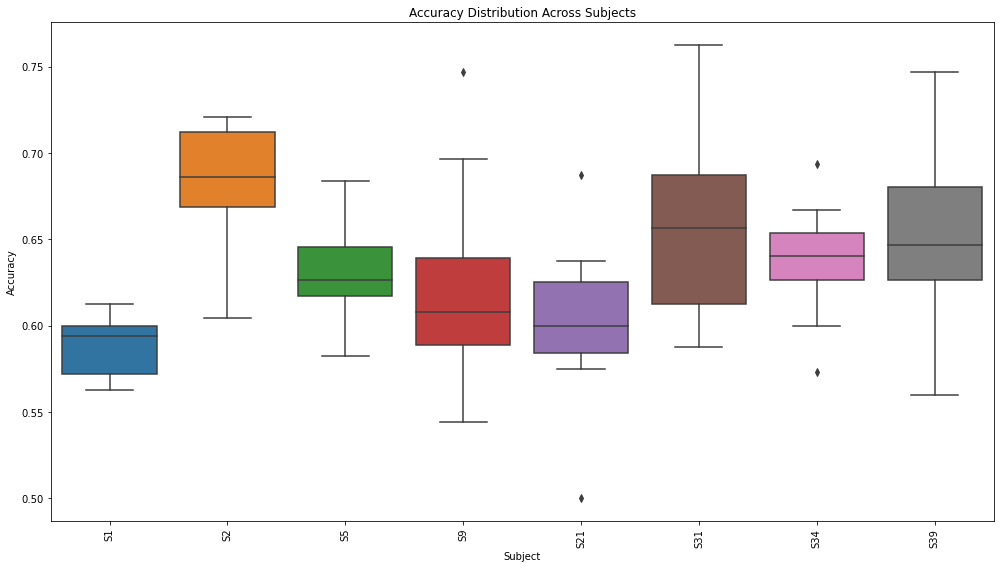 Accuracy Distribution Across Subjects
Accuracy
0.75
0.70
0.65
0.60
0.55
0.50
S1
S2
S5
S9
S21
S31
S34
S39
Subject